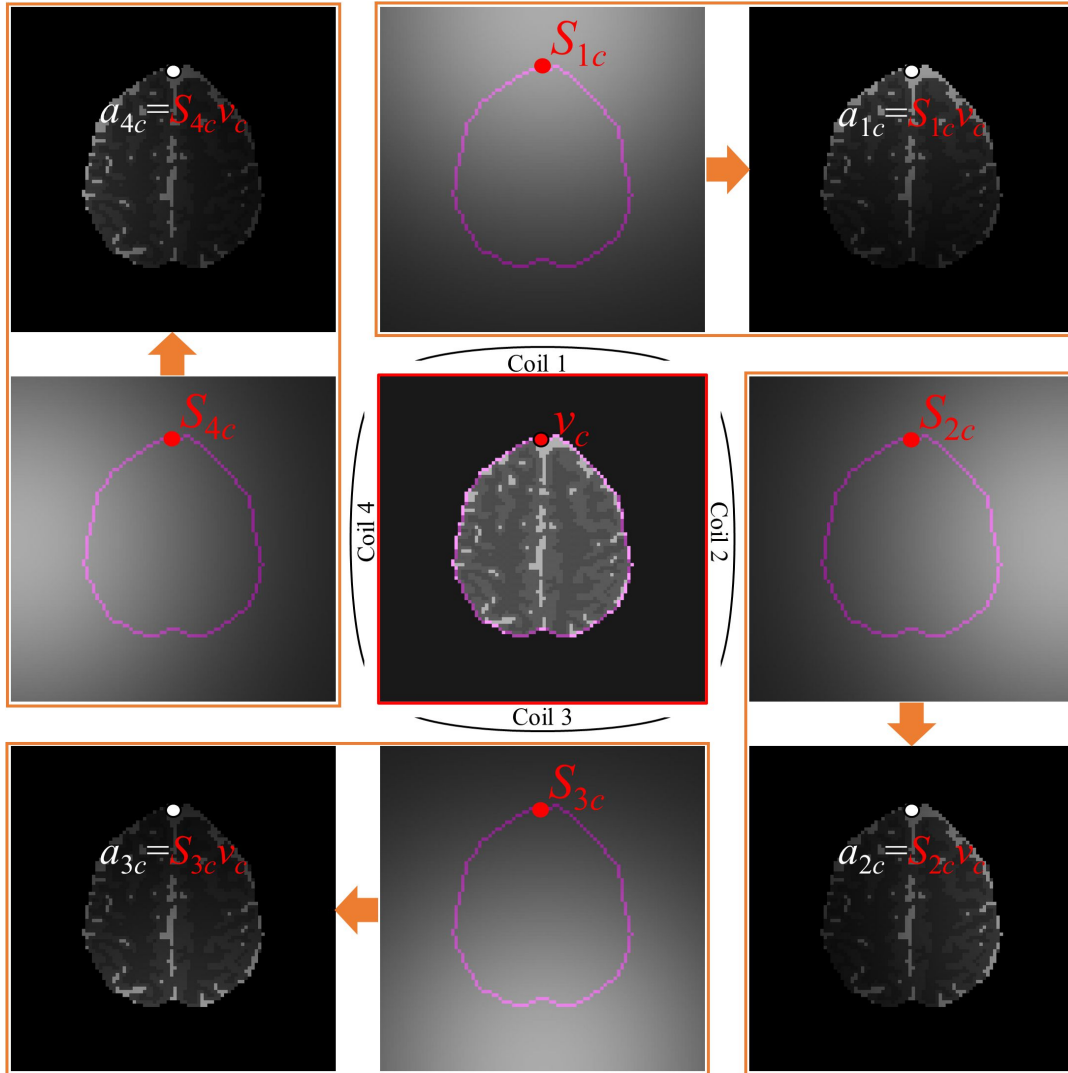 S1c
a4c=S4cvc
a1c=S1cvc
Coil 1
S4c
vc
S2c
Coil 4
Coil 2
Coil 3
S3c
a3c=S3cvc
a2c=S2cvc